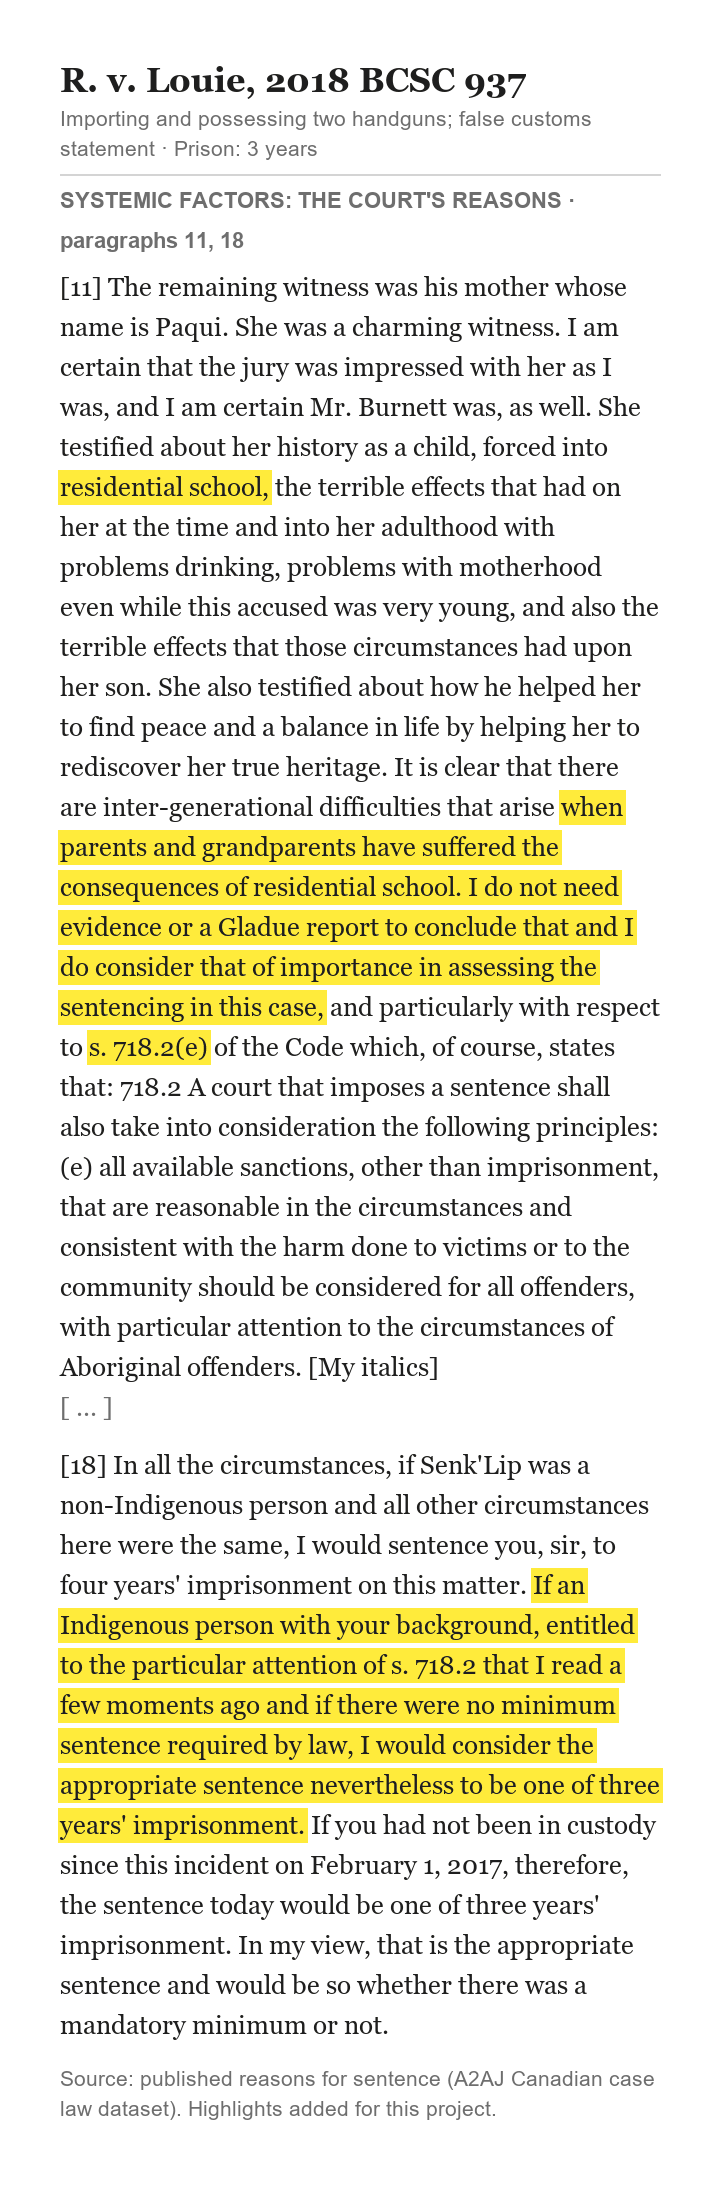 R. v. Louie, 2018 BCSC 937
Importing and possessing two handguns; false customs
statement · Prison: 3 years
SYSTEMIC FACTORS: THE COURT'S REASONS ·
paragraphs 11, 18
[11] The remaining witness was his mother whose
name is Paqui. She was a charming witness. I am
certain that the jury was impressed with her as I
was, and I am certain Mr. Burnett was, as well. She
testified about her history as a child, forced into
residential school, the terrible effects that had on
her at the time and into her adulthood with
problems drinking, problems with motherhood
even while this accused was very young, and also the
terrible effects that those circumstances had upon
her son. She also testified about how he helped her
to find peace and a balance in life by helping her to
rediscover her true heritage. It is clear that there
are inter-generational difficulties that arise when
parents and grandparents have suffered the
consequences of residential school. I do not need
evidence or a Gladue report to conclude that and I
do consider that of importance in assessing the
sentencing in this case, and particularly with respect
to s. 718.2(e) of the Code which, of course, states
that: 718.2 A court that imposes a sentence shall
also take into consideration the following principles:
(e) all available sanctions, other than imprisonment,
that are reasonable in the circumstances and
consistent with the harm done to victims or to the
community should be considered for all offenders,
with particular attention to the circumstances of
Aboriginal offenders. [My italics]
[ ... ]
[18] In all the circumstances, if Senk'Lip was a
non-Indigenous person and all other circumstances
here were the same, I would sentence you, sir, to
four years' imprisonment on this matter. If an
Indigenous person with your background, entitled
to the particular attention of s. 718.2 that I read a
few moments ago and if there were no minimum
sentence required by law, I would consider the
appropriate sentence nevertheless to be one of three
years' imprisonment. If you had not been in custody
since this incident on February 1, 2017, therefore,
the sentence today would be one of three years'
imprisonment. In my view, that is the appropriate
sentence and would be so whether there was a
mandatory minimum or not.
Source: published reasons for sentence (A2AJ Canadian case
law dataset). Highlights added for this project.